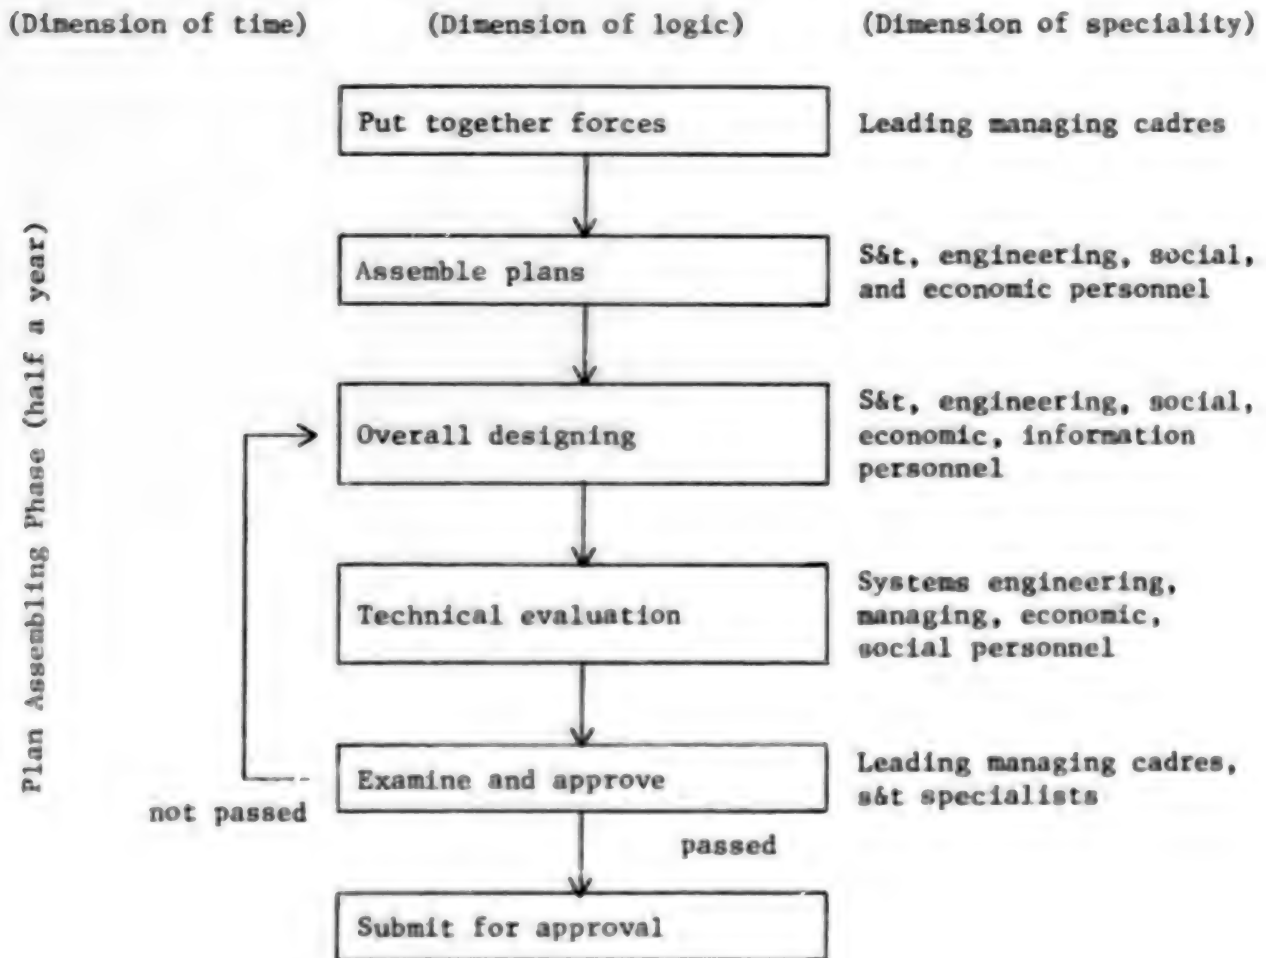 (Dimension of time) (Dimension of logic) (Dimension of speciality)
Put together forces
Leading managing cadres
Assemble plans
S&t, engineering, social,
and economic personnel
Plan Assembling Phase (half a year)
Overall designing
S&t, engineering, social,
economic, information
personnel
Technical evaluation
Systems engineering,
managing, economic,
social personnel
Examine and approve
Leading managing cadres,
s&t specialists
not passed
passed
Submit for approval